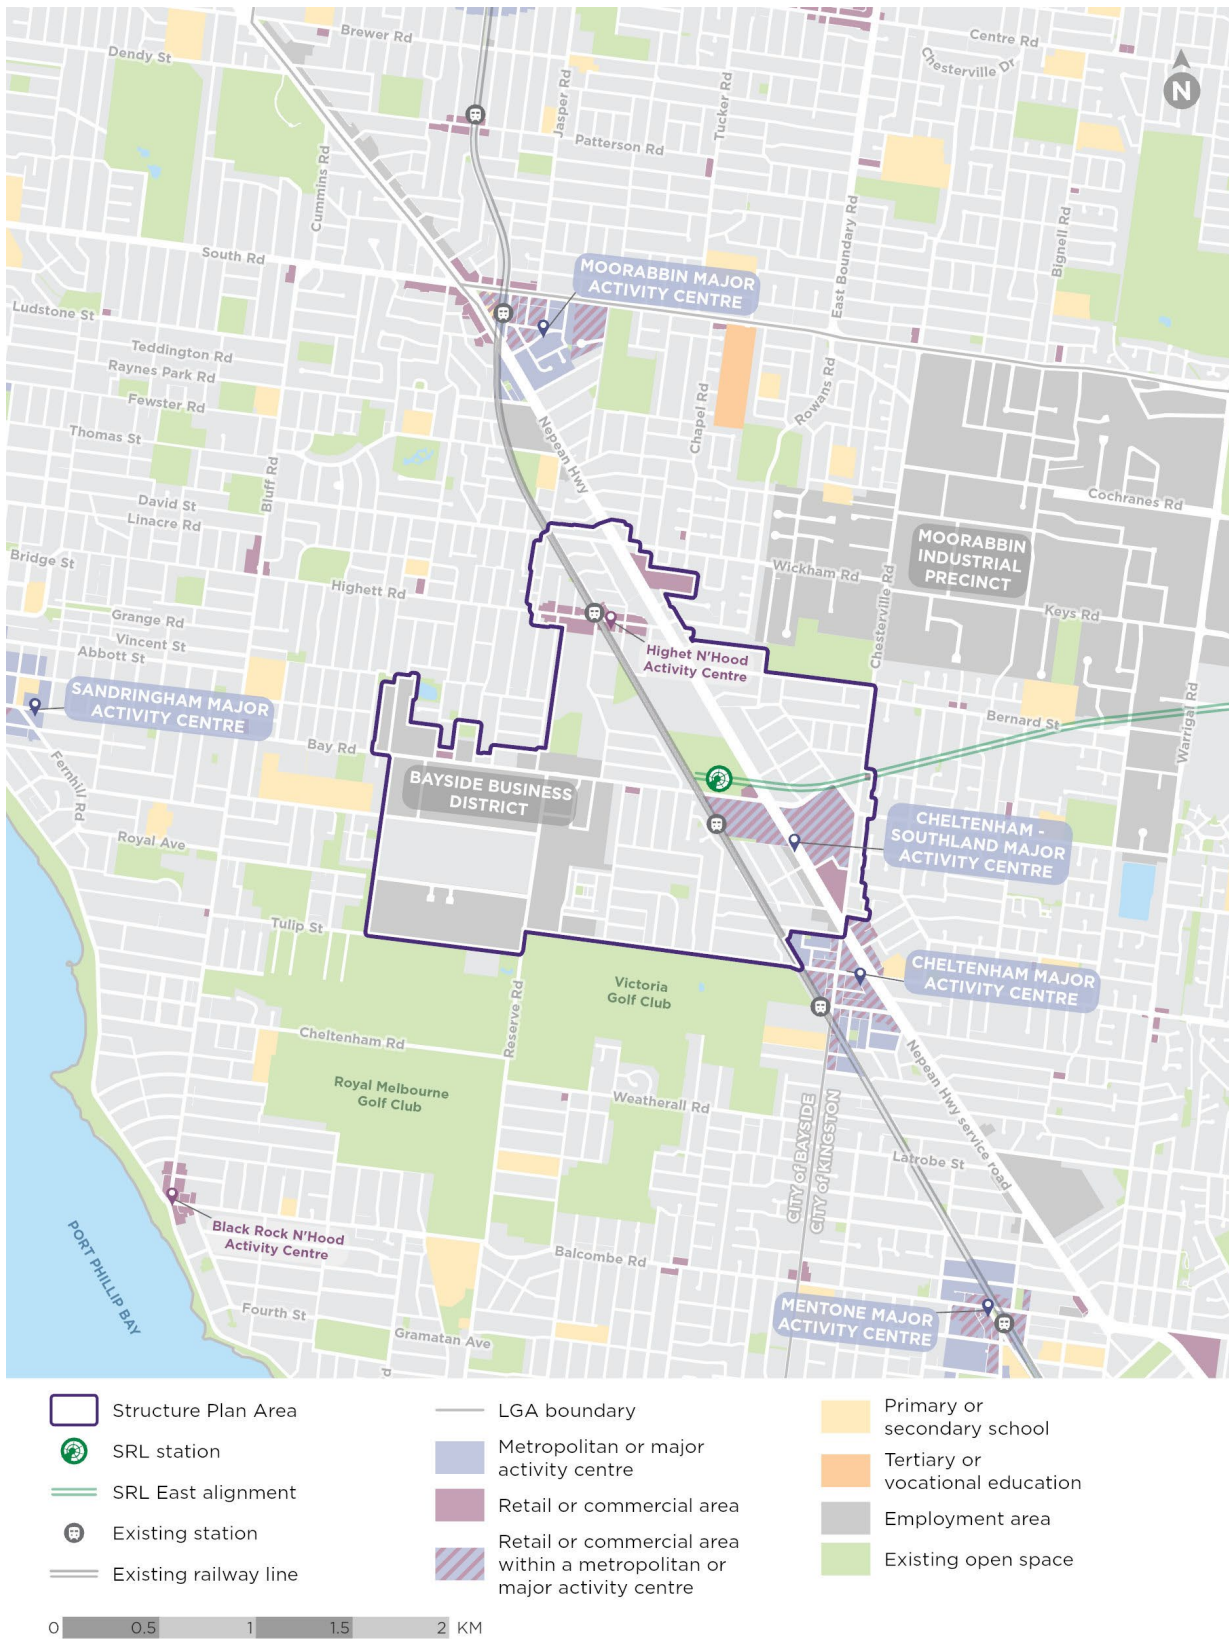 Brewer Rd
Centre Rd
Dendy St
Chesterville Dr
N
Jasper Rd
Tucker Rd
Patterson Rd
Cummins Rd
East Boundary Rd
Bignell Rd
South Rd
MOORABBIN MAJOR
ACTIVITY CENTRE
Ludstone St
Teddington Rd
Raynes Park Rd
Fewster Rd
Rowans Rd
Chapel Rd
Thomas St
Nepean Hwy
Bluff Rd
David St
Linacre Rd
Cochranes Rd
MOORABBIN
INDUSTRIAL
PRECINCT
Bridge St
Wickham Rd
Highett Rd
Chesterville Rd
Keys Rd
Grange Rd
Vincent St
Abbott St
Highet N'Hood
Activity Centre
SANDRINGHAM MAJOR
ACTIVITY CENTRE
Bernard St
Warrigal Rd
Bay Rd
Fernhill Rd
BAYSIDE BUSINESS
DISTRICT
CHELTENHAM -
SOUTHLAND MAJOR
ACTIVITY CENTRE
Royal Ave
Tulip St
CHELTENHAM MAJOR
ACTIVITY CENTRE
Victoria
Golf Club
Reserve Rd
Cheltenham Rd
Nepean Hwy service road
Royal Melbourne
Golf Club
Weatherall Rd
CITY of BAYSIDE
CITY of KINGSTON
Latrobe St
Black Rock N'Hood
Activity Centre
PORT PHILLIP BAY
Balcombe Rd
Fourth St
MENTONE MAJOR
ACTIVITY CENTRE
Gramatan Ave
Structure Plan Area
SRL station
SRL East alignment
Existing station
Existing railway line
LGA boundary
Metropolitan or major
activity centre
Retail or commercial area
Retail or commercial area
within a metropolitan or
major activity centre
Primary or
secondary school
Tertiary or
vocational education
Employment area
Existing open space
0 0.5 1 1.5 2 KM